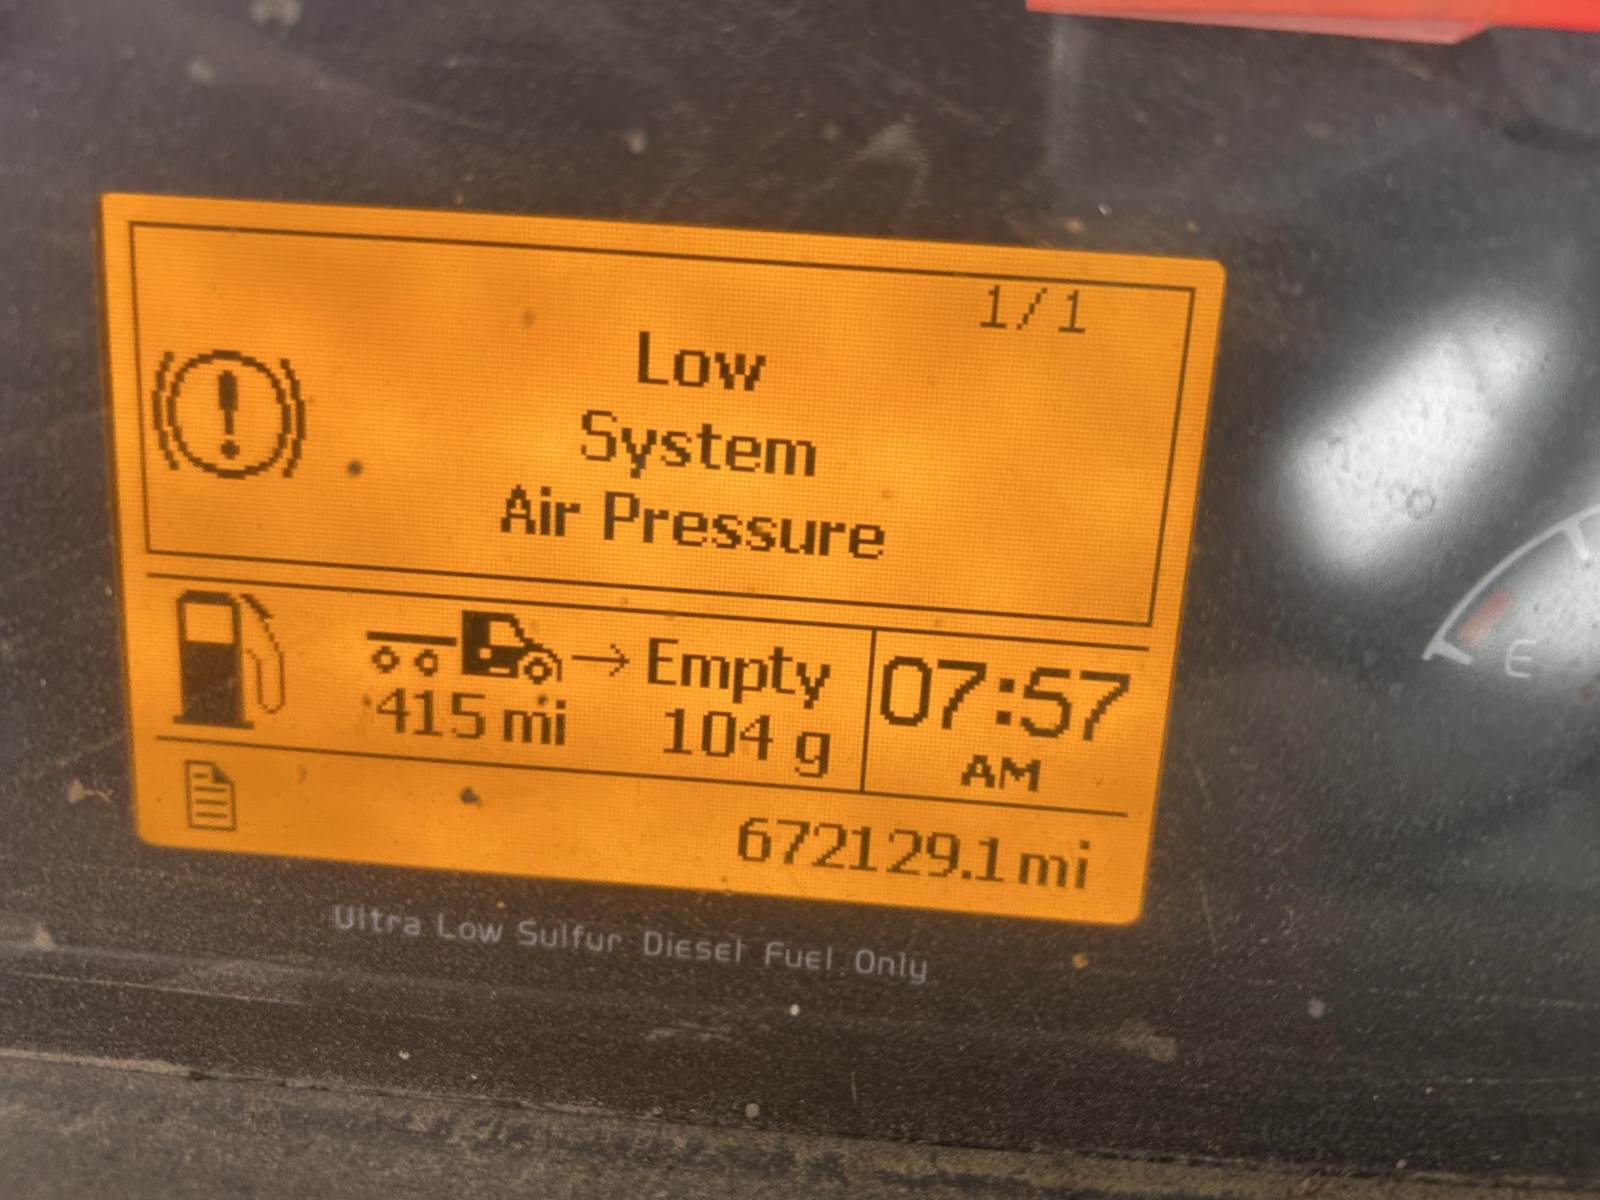 1/1
Low
System
Air Pressure
Empty
415 mi
104 g
07:57
AM
672129.1 mi
Ultra Low Sulfur Diesel Fuel Only
E